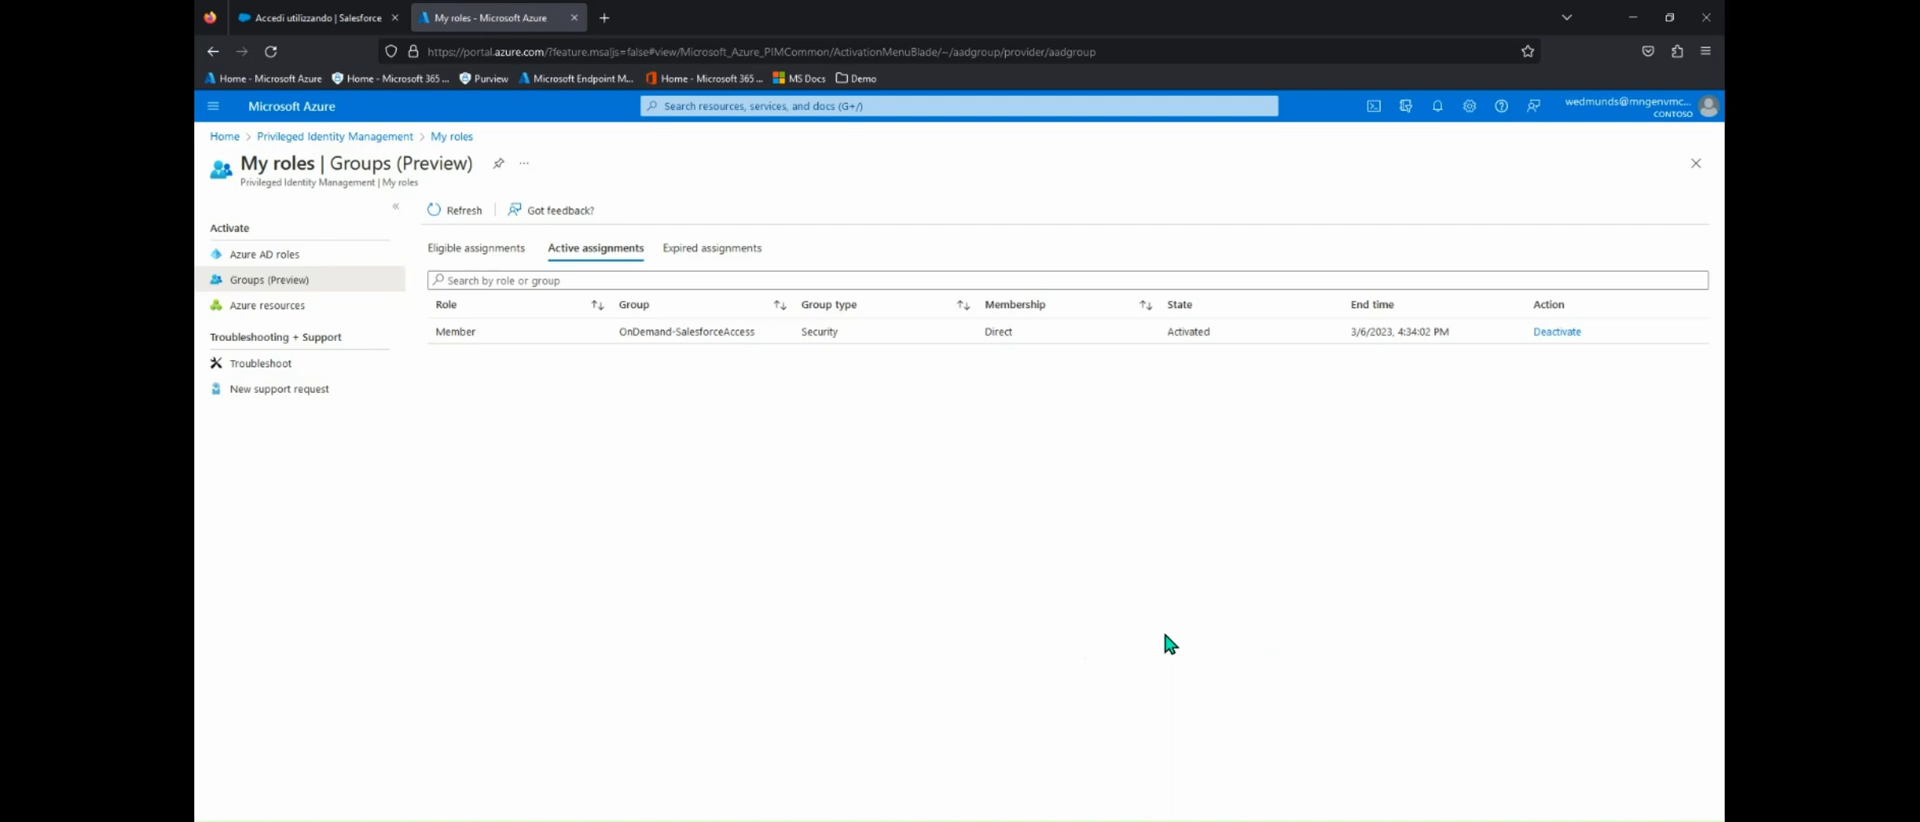 Accedi utilizzando | Salesforce
My roles - Microsoft Azure
https://portal.azure.com/?feature.msaljs=false#view/Microsoft_Azure_PIMCommon/ActivationMenuBlade/~/aadgroup/provider/aadgroup
Home - Microsoft Azure Home - Microsoft 365 ... Purview Microsoft Endpoint M... Home - Microsoft 365 ... MS Docs Demo
Microsoft Azure
Search resources, services, and docs (G+/)
wedmunds@mngenvmc...
CONTOSO
Home > Privileged Identity Management > My roles
My roles | Groups (Preview) ...
Privileged Identity Management | My roles
Refresh Got feedback?
Activate
Azure AD roles
Groups (Preview)
Azure resources
Troubleshooting + Support
Troubleshoot
New support request
Eligible assignments Active assignments Expired assignments
Search by role or group
Role Group Group type Membership State End time Action
Member OnDemand-SalesforceAccess Security Direct Activated 3/6/2023, 4:34:02 PM Deactivate